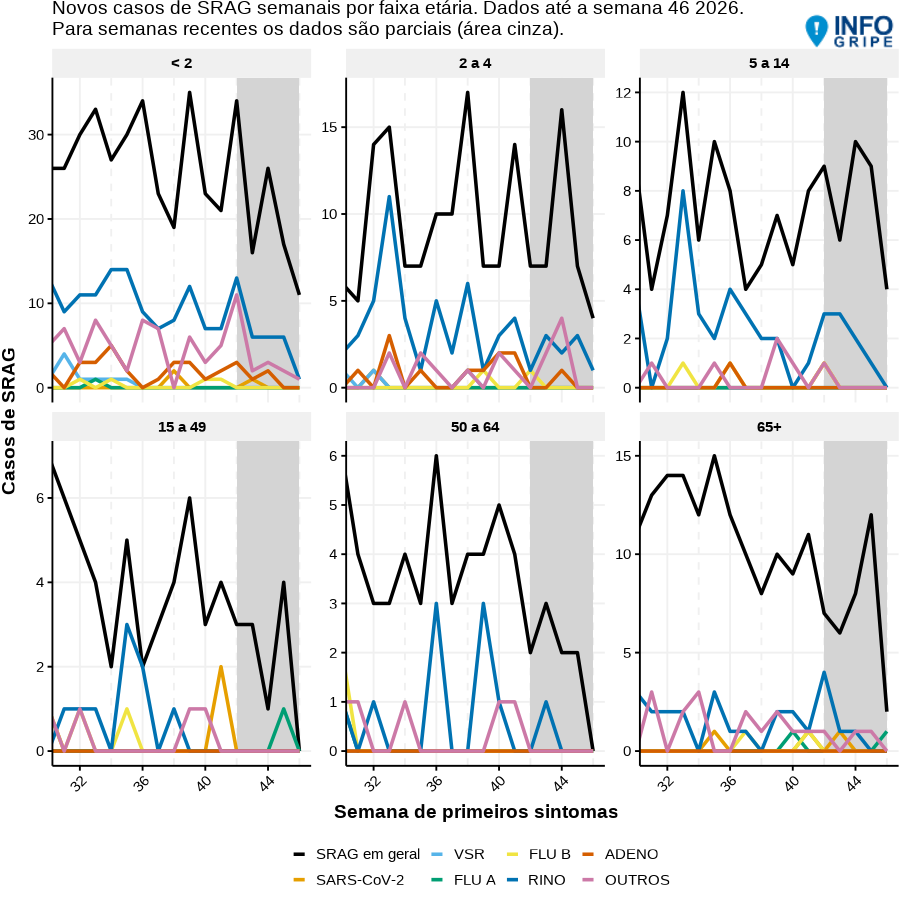 Novos casos de SRAG semanais por faixa etária. Dados até a semana 46 2026.
Para semanas recentes os dados são parciais (área cinza).
INFO
GRIPE
< 2
2 a 4
5 a 14
30
20
10
0
15
10
5
0
12
10
8
6
4
2
0
Casos de SRAG
15 a 49
50 a 64
65+
6
4
2
0
6
5
4
3
2
1
0
15
10
5
0
32 36 40 44
32 36 40 44
32 36 40 44
Semana de primeiros sintomas
SRAG em geral VSR FLU B ADENO
SARS-CoV-2 FLU A RINO OUTROS